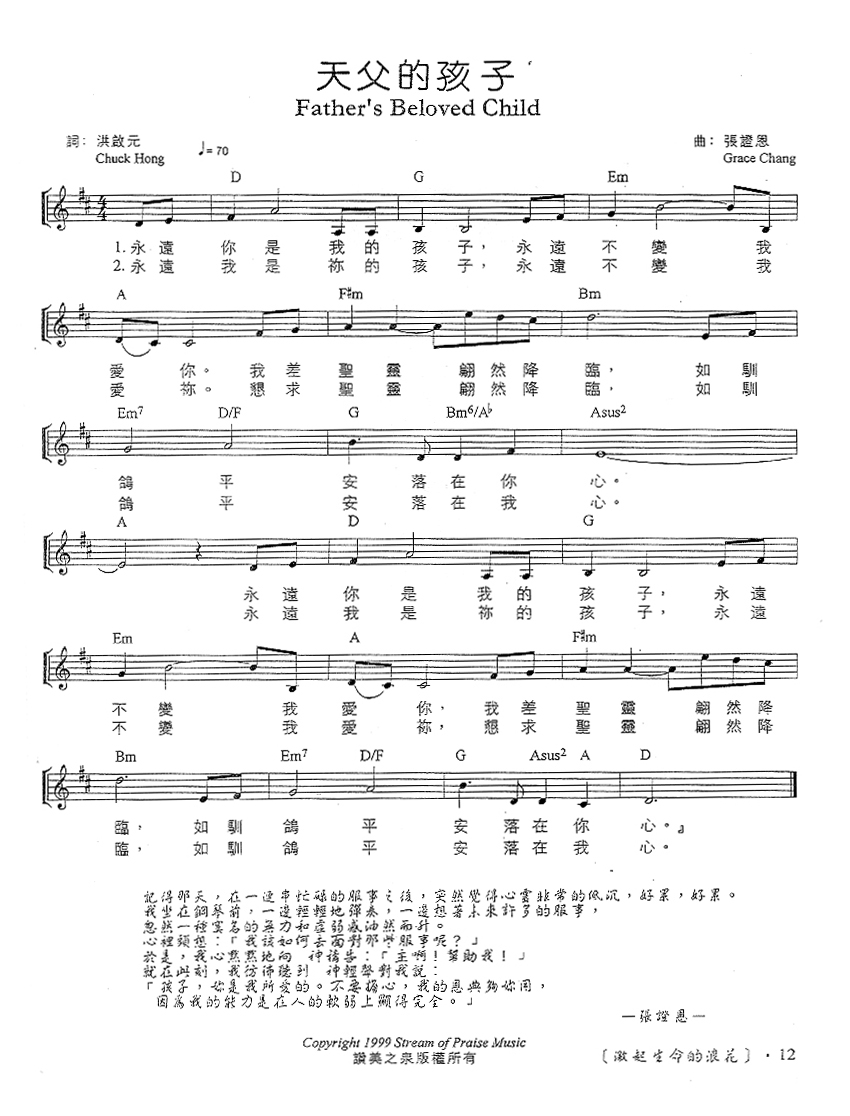 天父的孩子
Father's Beloved Child
詞：洪啟元
Chuck Hong
♩= 70
曲：張證恩
Grace Chang
D G Em
1.永遠 你是 我的孩子，永遠 不變 我
2.永遠 我是 祢的孩子，永遠 不變 我
A F#m Bm
愛 你。我差 聖靈 翩然降 臨， 如馴
愛 祢。懇求 聖靈 翩然降 臨， 如馴
Em7 D/F G Bm6/A♭ Asus2
鴿 平 安 落在你 心。
鴿 平 安 落在我 心。
A D G
永遠 你是 我的孩子，永遠
永遠 我是 祢的孩子，永遠
Em A F#m
不變 我愛你，我差聖靈 翩然降
不變 我愛祢，懇求聖靈 翩然降
Bm Em7 D/F G Asus2 A D
臨， 如馴 鴿 平 安 落在你 心。』
臨， 如馴 鴿 平 安 落在我 心。
記得那天，在一連串忙碌的服事之後，突然覺得心靈非常的低沉，好累，好累。
我坐在鋼琴前，一邊輕輕地彈奏，一邊想著未來許多的服事，
忽然一種莫名的無力和虛弱感油然而升。
心裡頻想：「我該如何去面對那些服事呢？」
於是，我心默默地向 神禱告：「主啊！幫助我！」
就在此刻，我彷彿聽到 神輕聲對我說：
「孩子，妳是我所愛的。不要擔心，我的恩典夠妳用，
因為我的能力是在人的軟弱上顯得完全。」
—張證恩—
Copyright 1999 Stream of Praise Music
讚美之泉版權所有
〔激起生命的浪花〕·12